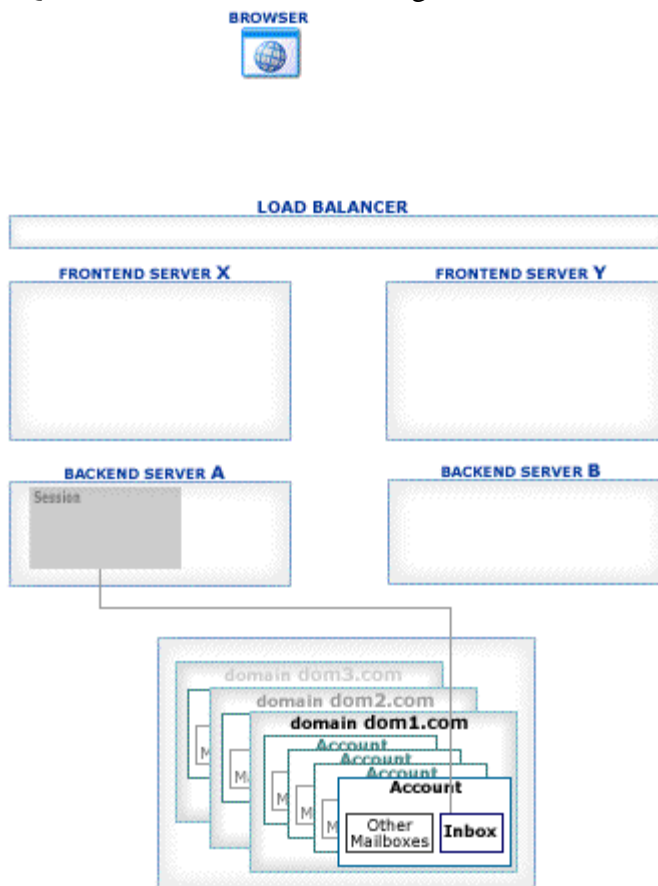 BROWSER
LOAD BALANCER
FRONTEND SERVER X
FRONTEND SERVER Y
BACKEND SERVER A
BACKEND SERVER B
Session
domain dom3.com
domain dom2.com
domain dom1.com
Account
Account
Account
Account
M
M
M
M
M
Other
Mailboxes
Inbox